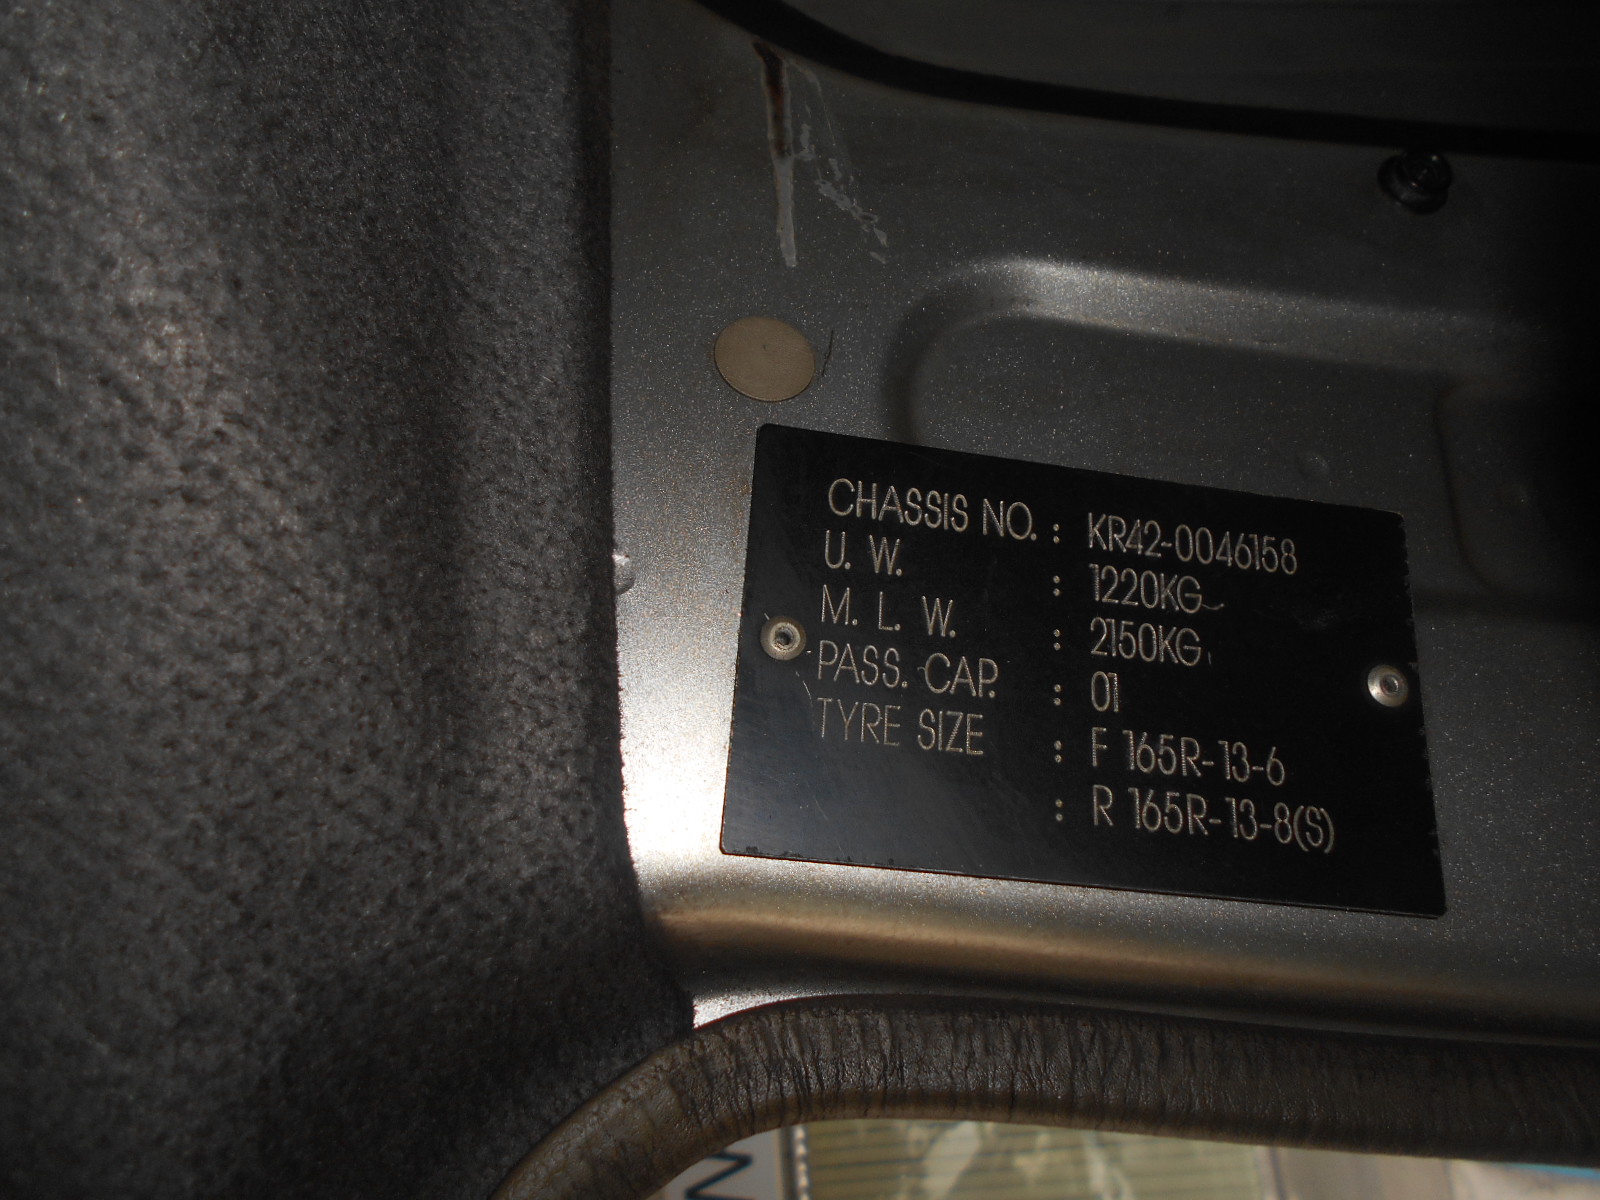 CHASSIS NO. : KR42-0046158
U. W. : 1220KG
M. L. W. : 2150KG
PASS. CAP. : 01
TYRE SIZE : F 165R-13-6
: R 165R-13-8(S)